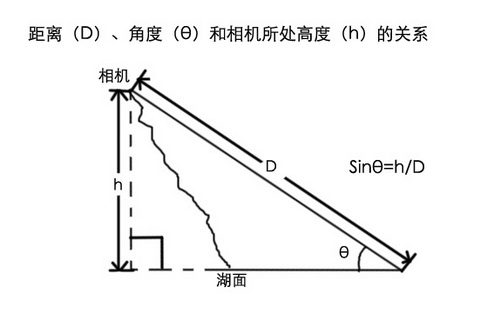 距离（D）、角度（θ）和相机所处高度（h）的关系
相机
h
D
Sinθ=h/D
θ
湖面